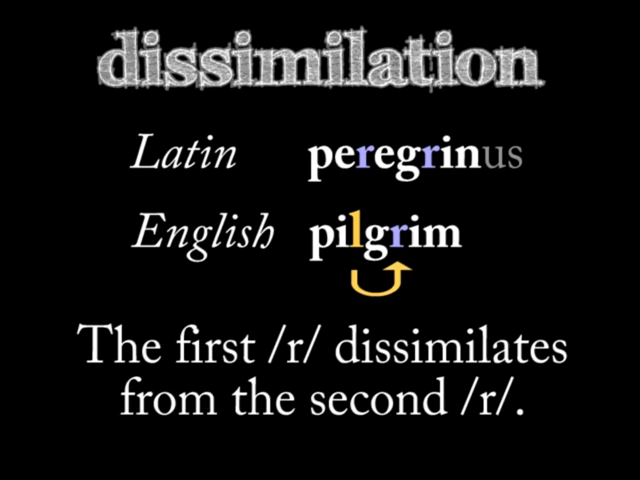 dissimilation
Latin peregrinus
English pilgrim
The first /r/ dissimilates
from the second /r/.